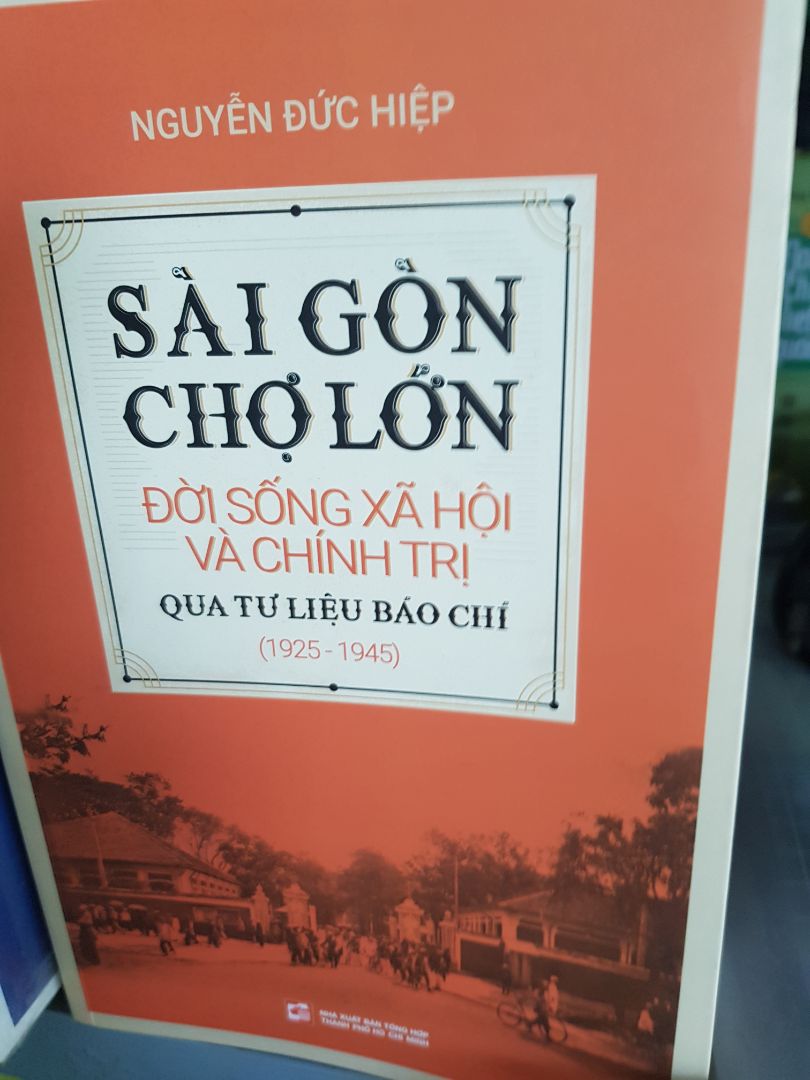 NGUYỄN ĐỨC HIỆP
SÀI GÒN
CHỢ LỚN
ĐỜI SỐNG XÃ HỘI
VÀ CHÍNH TRỊ
QUA TƯ LIỆU BÁO CHÍ
(1925 - 1945)
NHÀ XUẤT BẢN TỔNG HỢP
THÀNH PHỐ HỒ CHÍ MINH